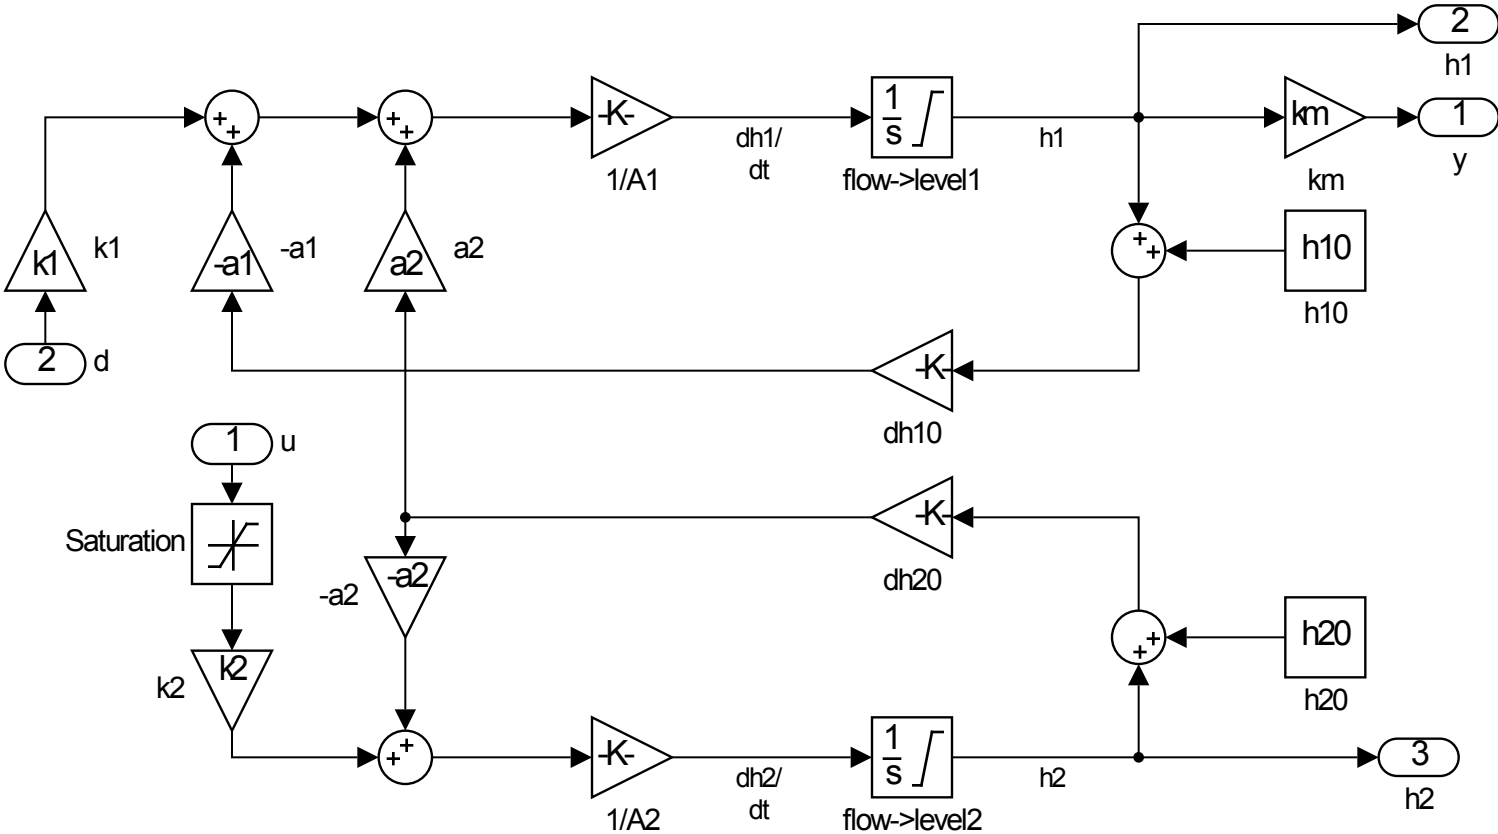 2
h1
-K-
1
s
km
1
dh1/
dt
h1
1/A1
flow->level1
km
y
k1
k1
-a1
-a1
a2
a2
h10
h10
2
d
-K-
dh10
1
u
-K-
Saturation
-a2
-a2
dh20
h20
k2
k2
h20
-K-
1
s
3
dh2/
dt
h2
1/A2
flow->level2
h2